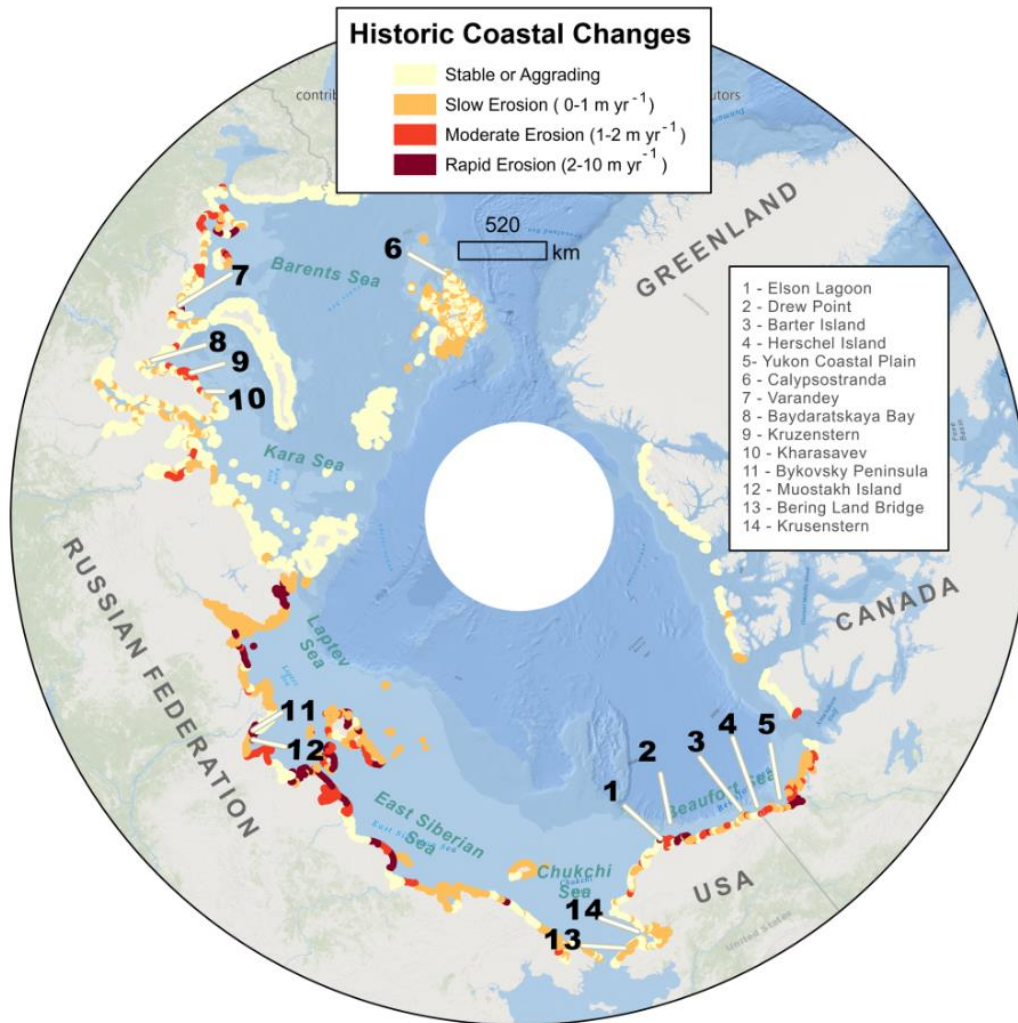 Historic Coastal Changes
Stable or Aggrading
Slow Erosion ( 0-1 m yr⁻¹)
Moderate Erosion (1-2 m yr⁻¹)
Rapid Erosion (2-10 m yr⁻¹)
contri
utors
520
km
GREENLAND
Barents Sea
6
7
8
9
10
Kara Sea
1 - Elson Lagoon
2 - Drew Point
3 - Barter Island
4 - Herschel Island
5- Yukon Coastal Plain
6 - Calypsostranda
7 - Varandey
8 - Baydaratskaya Bay
9 - Kruzenstern
10 - Kharasavev
11 - Bykovsky Peninsula
12 - Muostakh Island
13 - Bering Land Bridge
14 - Krusenstern
RUSSIAN FEDERATION
CANADA
Laptev
Sea
11
12
East Siberian
Sea
1
2
3
4
5
Beaufort Sea
Chukchi
Sea
USA
14
13
United States